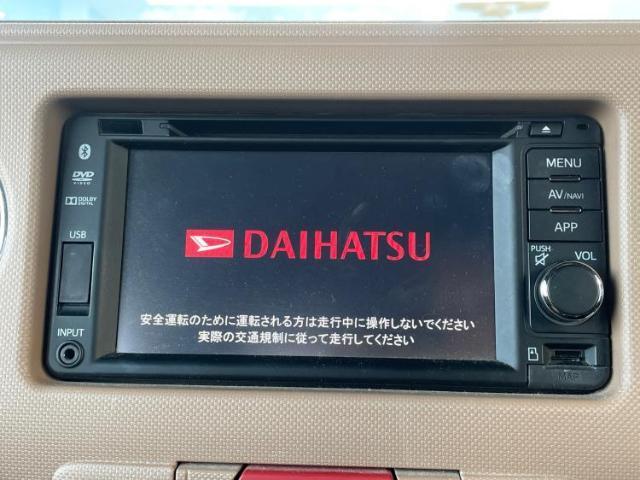 DVD
VIDEO
DOLBY
DIGITAL
USB
INPUT
DAIHATSU
安全運転のために運転される方は走行中に操作しないでください
実際の交通規制に従って走行してください
MENU
AV/NAVI
APP
PUSH
VOL
MAP